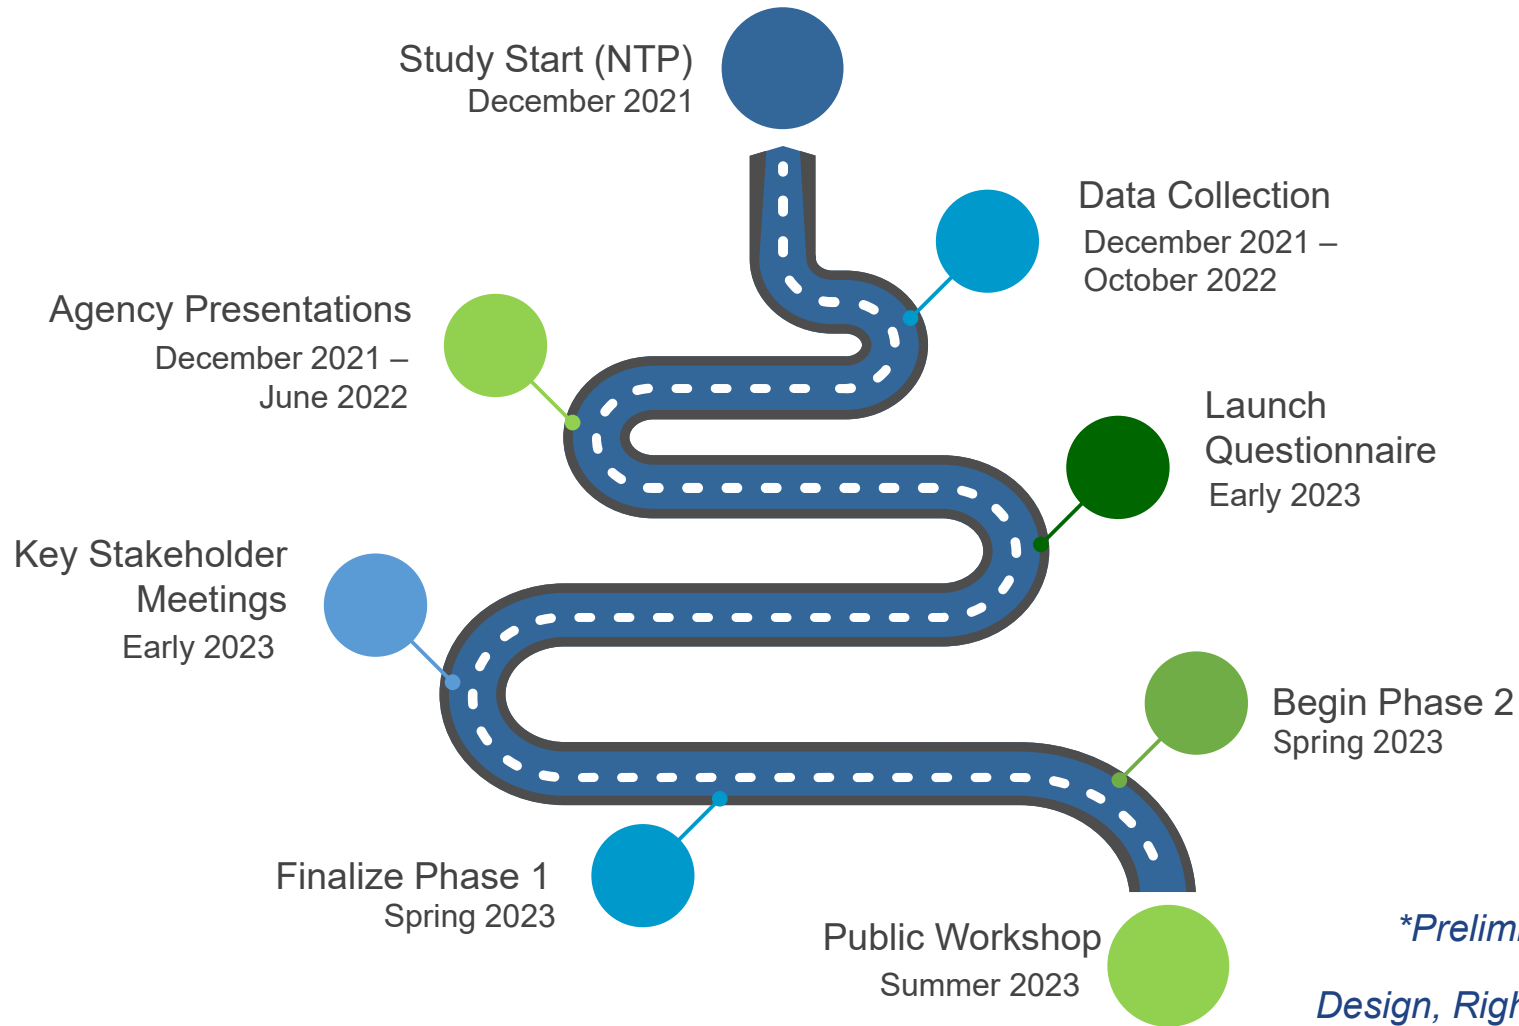 Study Start (NTP)
December 2021
Data Collection
December 2021 –
October 2022
Agency Presentations
December 2021 –
June 2022
Launch
Questionnaire
Early 2023
Key Stakeholder
Meetings
Early 2023
Begin Phase 2
Spring 2023
Finalize Phase 1
Spring 2023
Public Workshop
Summer 2023
Design,